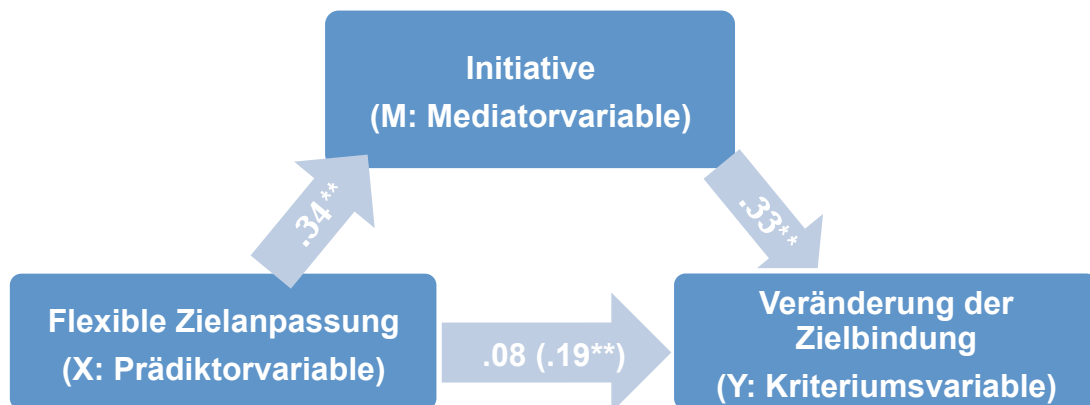 Initiative
(M: Mediatorvariable)
.34**
.33**
Flexible Zielanpassung
(X: Prädiktorvariable)
.08 (.19**)
Veränderung der
Zielbindung
(Y: Kriteriumsvariable)